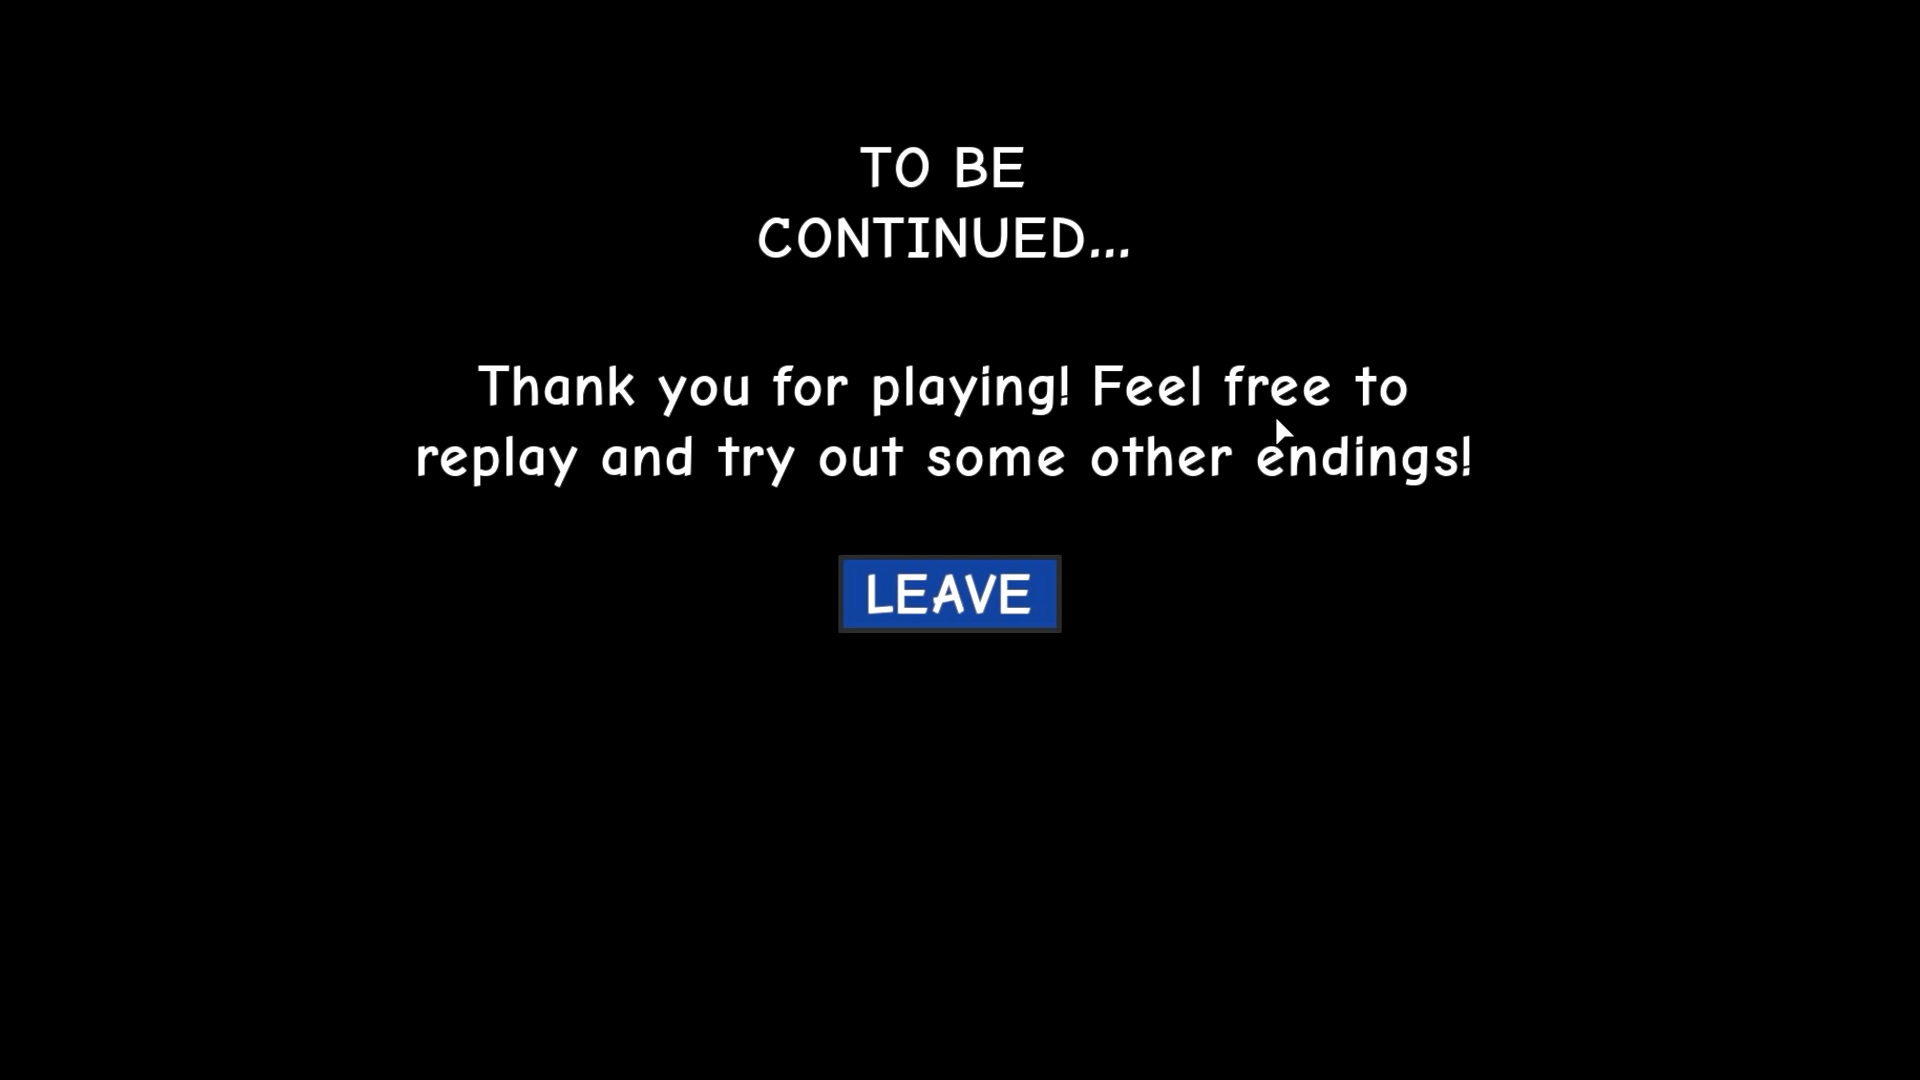 TO BE
CONTINUED...
Thank you for playing! Feel free to
replay and try out some other endings!
LEAVE